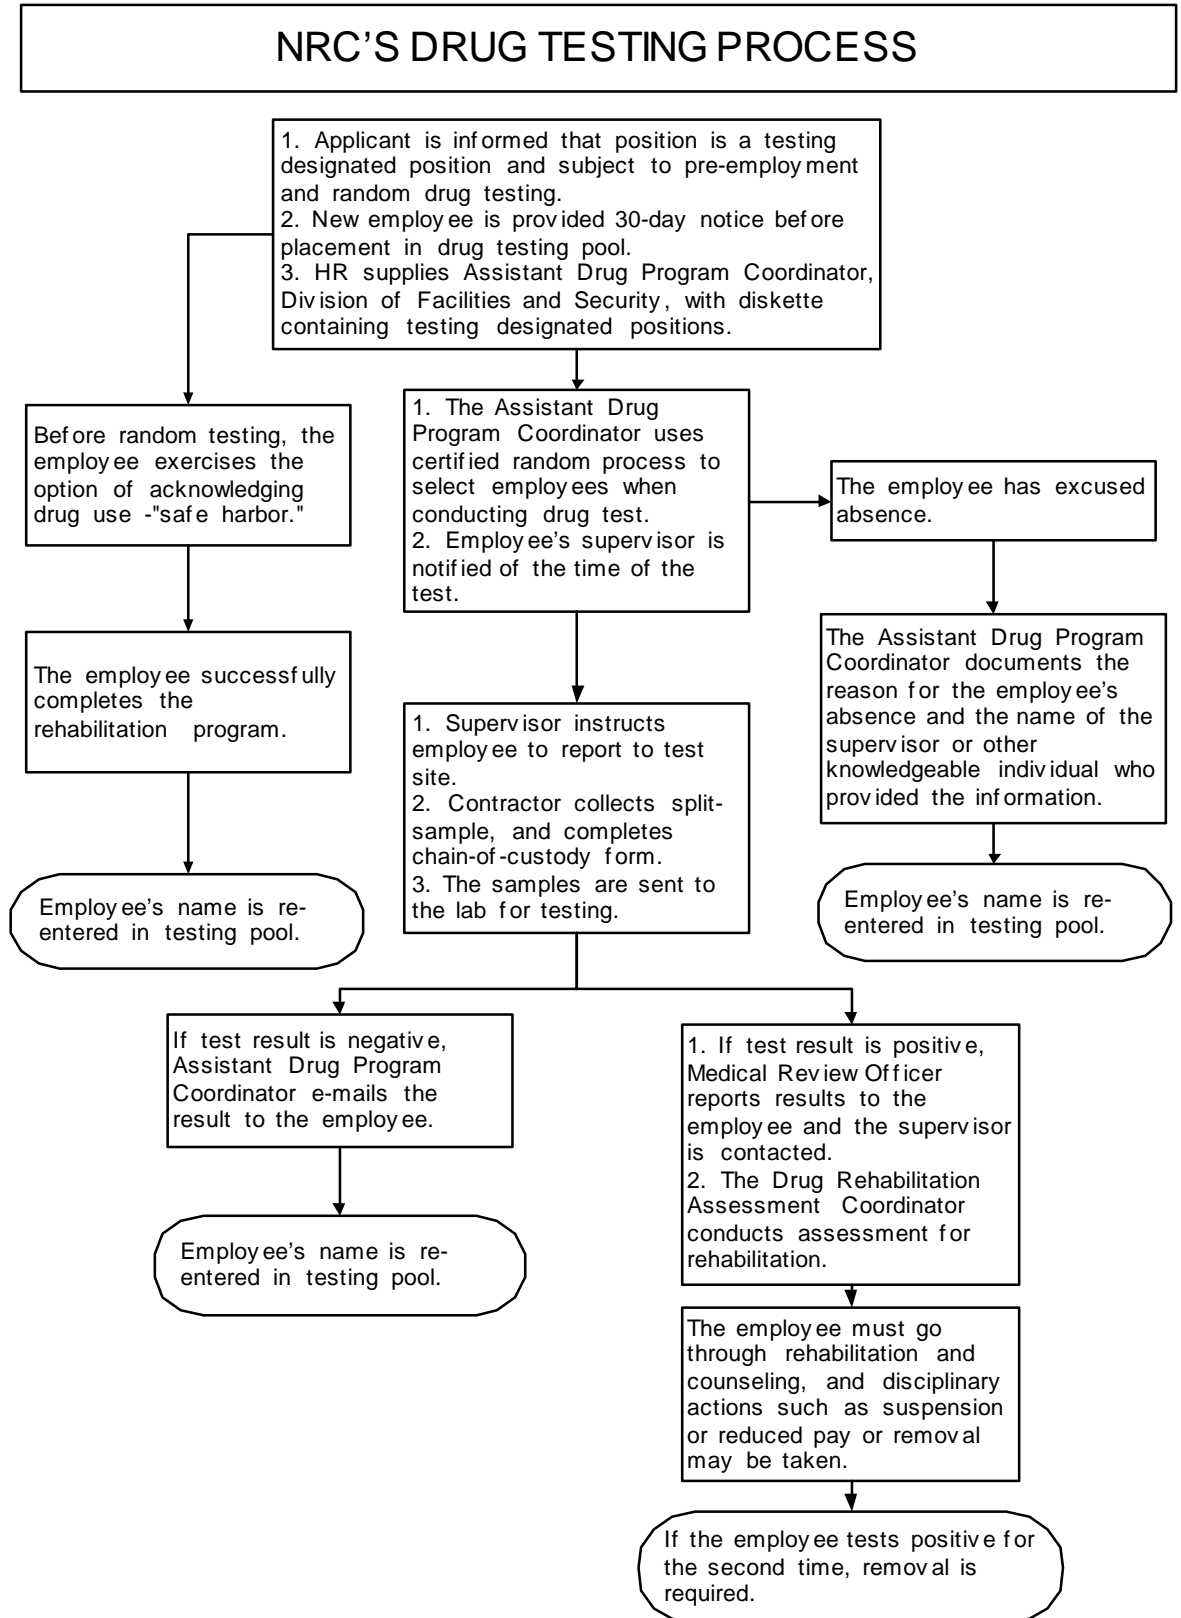 NRC'S DRUG TESTING PROCESS
1. Applicant is informed that position is a testing
designated position and subject to pre-employment
and random drug testing.
2. New employee is provided 30-day notice before
placement in drug testing pool.
3. HR supplies Assistant Drug Program Coordinator,
Division of Facilities and Security, with diskette
containing testing designated positions.
Before random testing, the
employee exercises the
option of acknowledging
drug use -"safe harbor."
1. The Assistant Drug
Program Coordinator uses
certified random process to
select employees when
conducting drug test.
2. Employee's supervisor is
notified of the time of the
test.
The employee has excused
absence.
The employee successfully
completes the
rehabilitation program.
1. Supervisor instructs
employee to report to test
site.
2. Contractor collects split-
sample, and completes
chain-of-custody form.
3. The samples are sent to
the lab for testing.
The Assistant Drug Program
Coordinator documents the
reason for the employee's
absence and the name of the
supervisor or other
knowledgeable individual who
provided the information.
Employee's name is re-
entered in testing pool.
Employee's name is re-
entered in testing pool.
If test result is negative,
Assistant Drug Program
Coordinator e-mails the
result to the employee.
1. If test result is positive,
Medical Review Officer
reports results to the
employee and the supervisor
is contacted.
2. The Drug Rehabilitation
Assessment Coordinator
conducts assessment for
rehabilitation.
Employee's name is re-
entered in testing pool.
The employee must go
through rehabilitation and
counseling, and disciplinary
actions such as suspension
or reduced pay or removal
may be taken.
If the employee tests positive for
the second time, removal is
required.